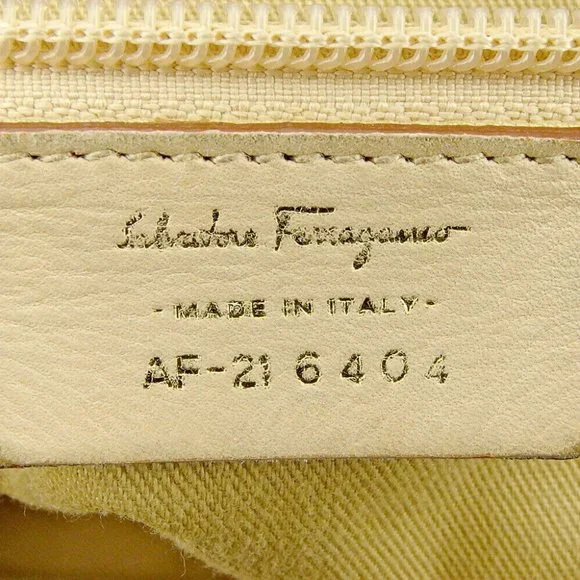 Salvatore Ferragamo
- MADE IN ITALY -
AF-21 6404